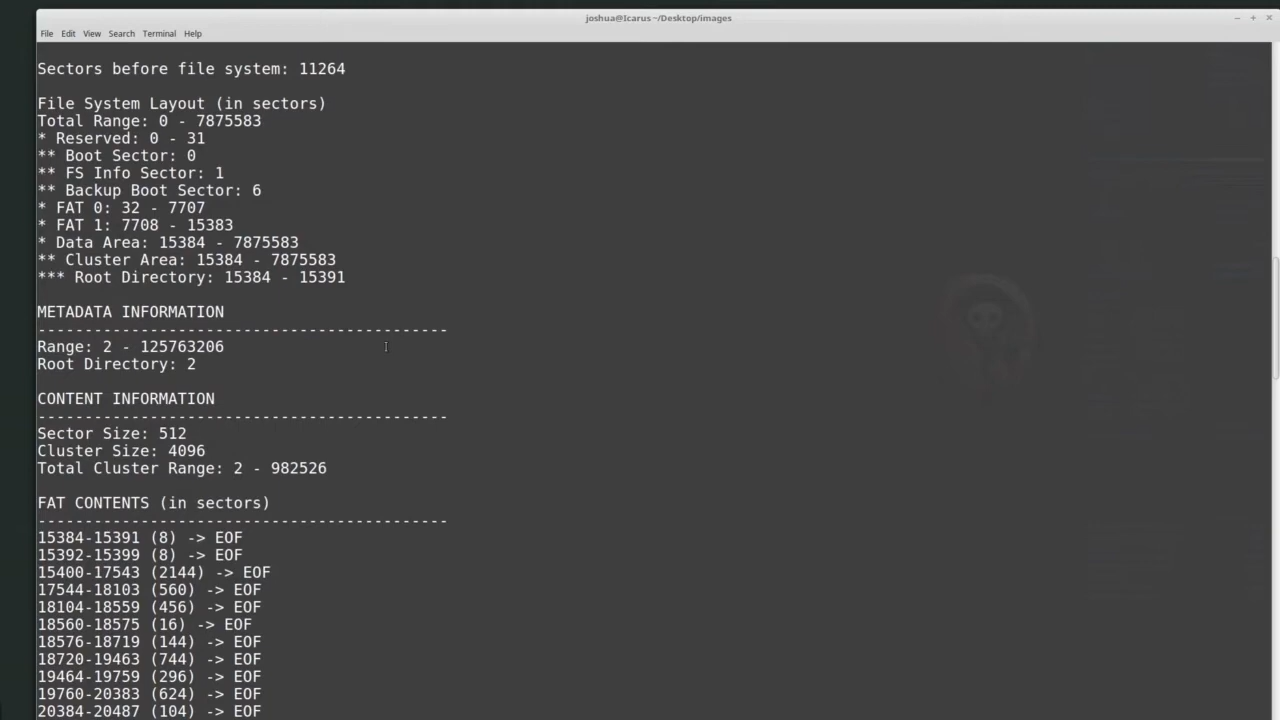 joshua@Icarus ~/Desktop/images
File Edit View Search Terminal Help
Sectors before file system: 11264
File System Layout (in sectors)
Total Range: 0 - 7875583
* Reserved: 0 - 31
** Boot Sector: 0
** FS Info Sector: 1
** Backup Boot Sector: 6
* FAT 0: 32 - 7707
* FAT 1: 7708 - 15383
* Data Area: 15384 - 7875583
** Cluster Area: 15384 - 7875583
*** Root Directory: 15384 - 15391
METADATA INFORMATION
--------------------------------------------
Range: 2 - 125763206
Root Directory: 2
CONTENT INFORMATION
--------------------------------------------
Sector Size: 512
Cluster Size: 4096
Total Cluster Range: 2 - 982526
FAT CONTENTS (in sectors)
--------------------------------------------
15384-15391 (8) -> EOF
15392-15399 (8) -> EOF
15400-17543 (2144) -> EOF
17544-18103 (560) -> EOF
18104-18559 (456) -> EOF
18560-18575 (16) -> EOF
18576-18719 (144) -> EOF
18720-19463 (744) -> EOF
19464-19759 (296) -> EOF
19760-20383 (624) -> EOF
20384-20487 (104) -> EOF